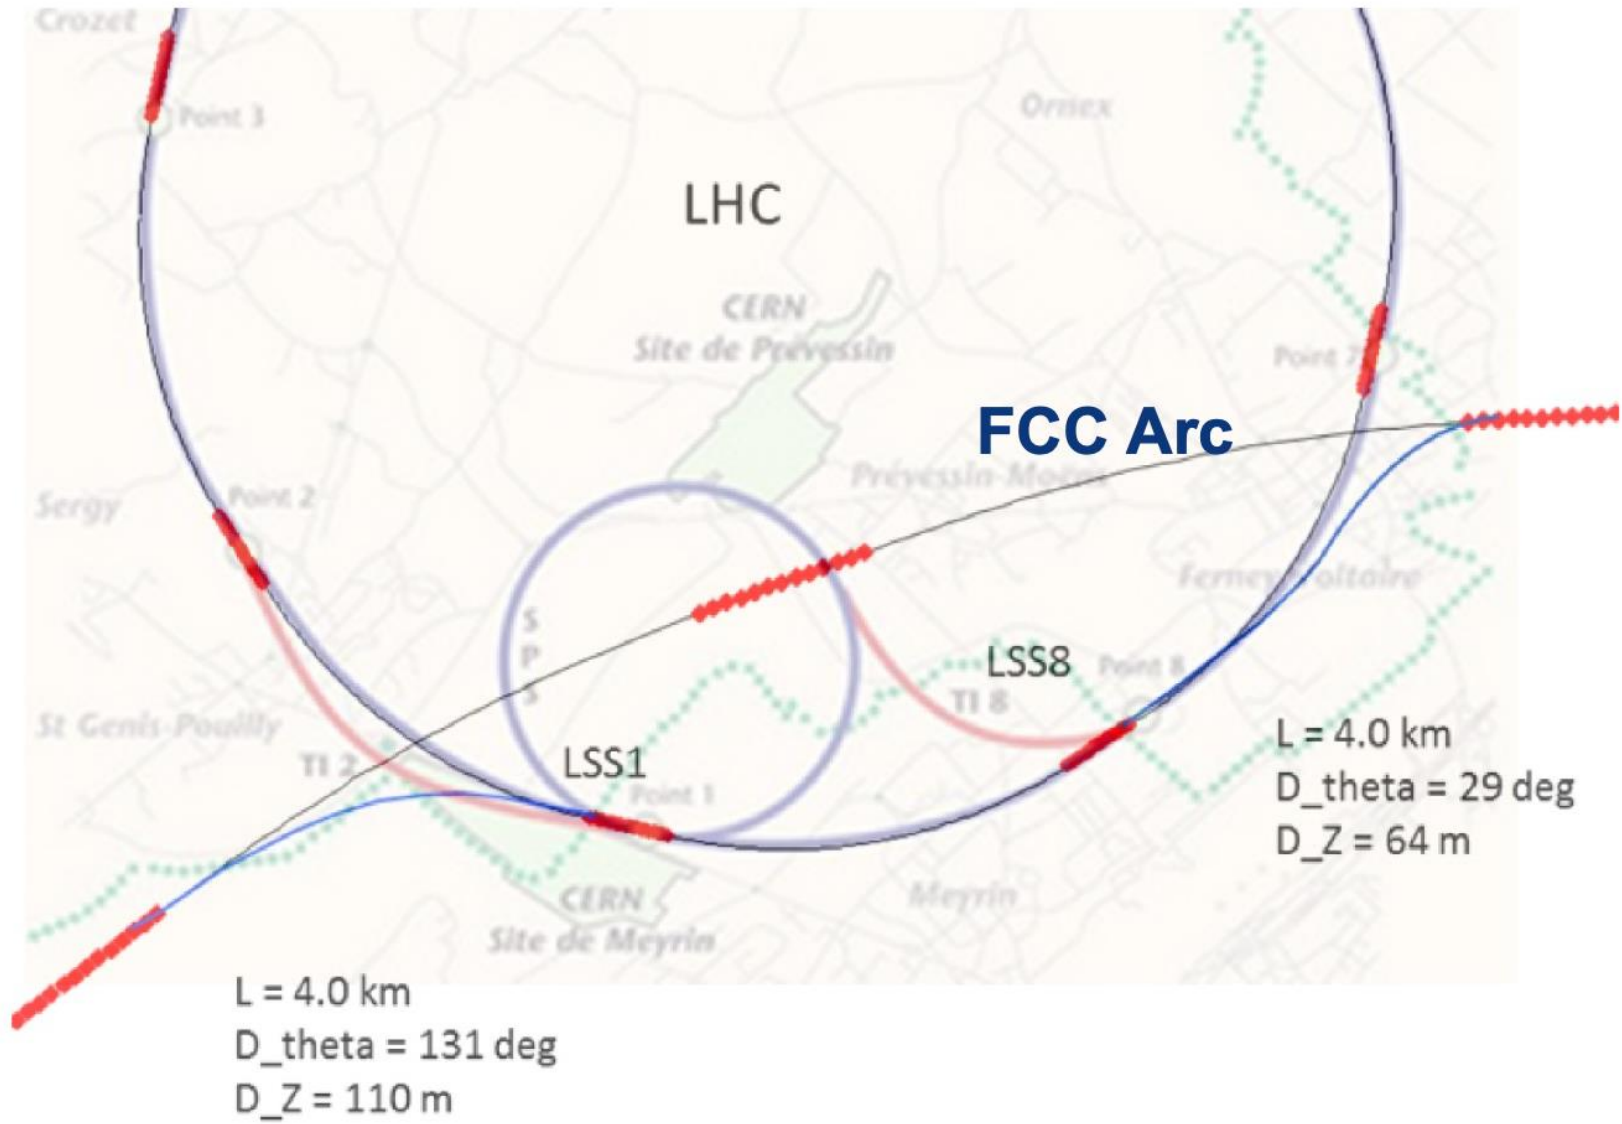 Crozet
Point 3
Ornex
LHC
CERN
Site de Prévessin
Point 7
FCC Arc
Prévessin-Moëns
Point 2
Sergy
Ferney-Voltaire
S
P
S
LSS8
Point 8
TI 8
St Genis-Pouilly
TI 2
LSS1
Point 1
L = 4.0 km
D_theta = 29 deg
D_Z = 64 m
CERN
Site de Meyrin
Meyrin
L = 4.0 km
D_theta = 131 deg
D_Z = 110 m